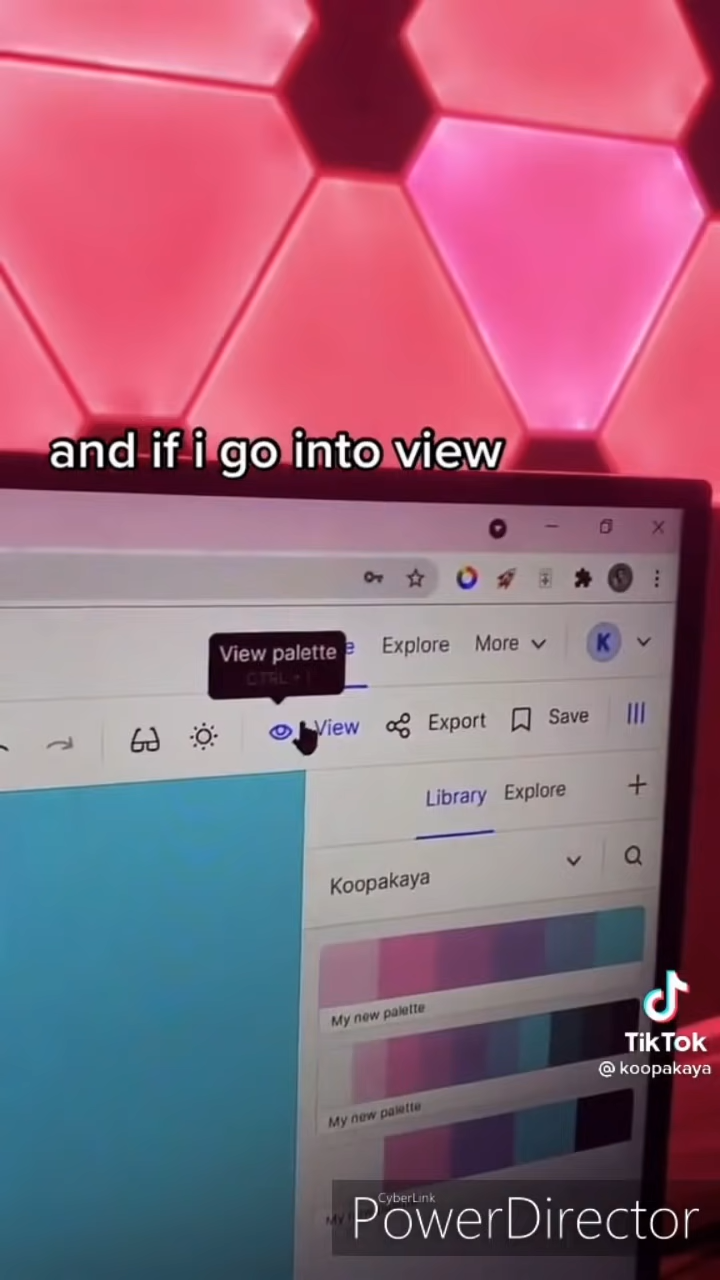 and if i go into view
View palette
Explore
More
K
View
Export
Save
Library
Explore
Koopakaya
My new palette
My new palette
TikTok
@koopakaya
CyberLink
PowerDirector